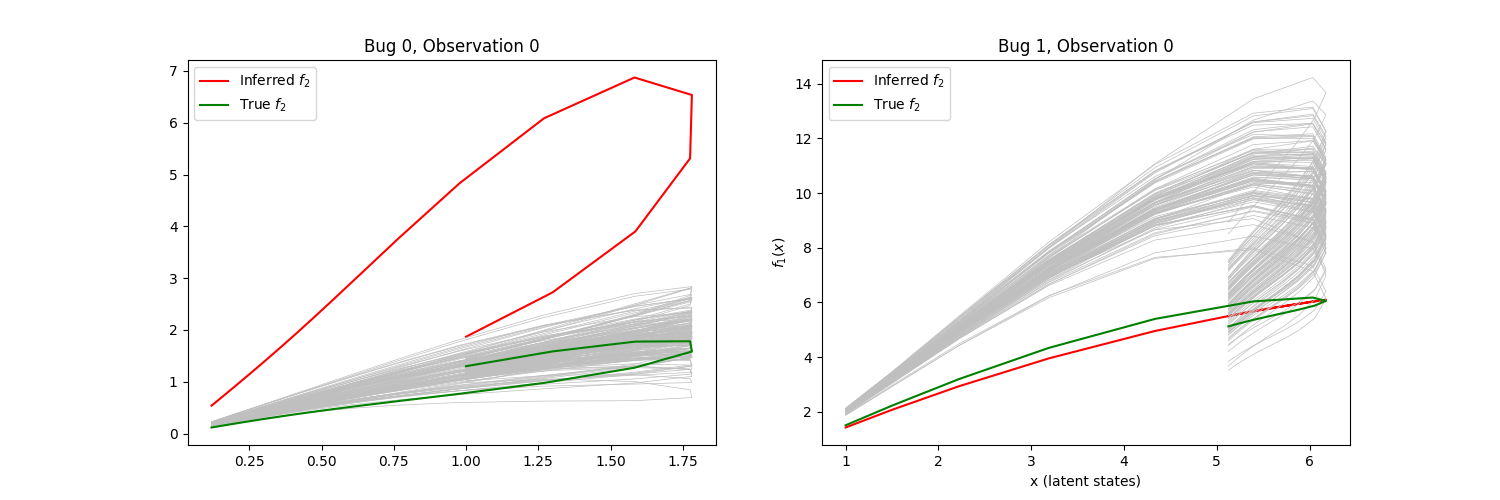 Bug 0, Observation 0
Inferred f₂
True f₂
7
6
5
4
3
2
1
0
0.25 0.50 0.75 1.00 1.25 1.50 1.75
Bug 1, Observation 0
Inferred f₂
True f₂
14
12
10
8
6
4
2
f₁(x)
1 2 3 4 5 6
x (latent states)